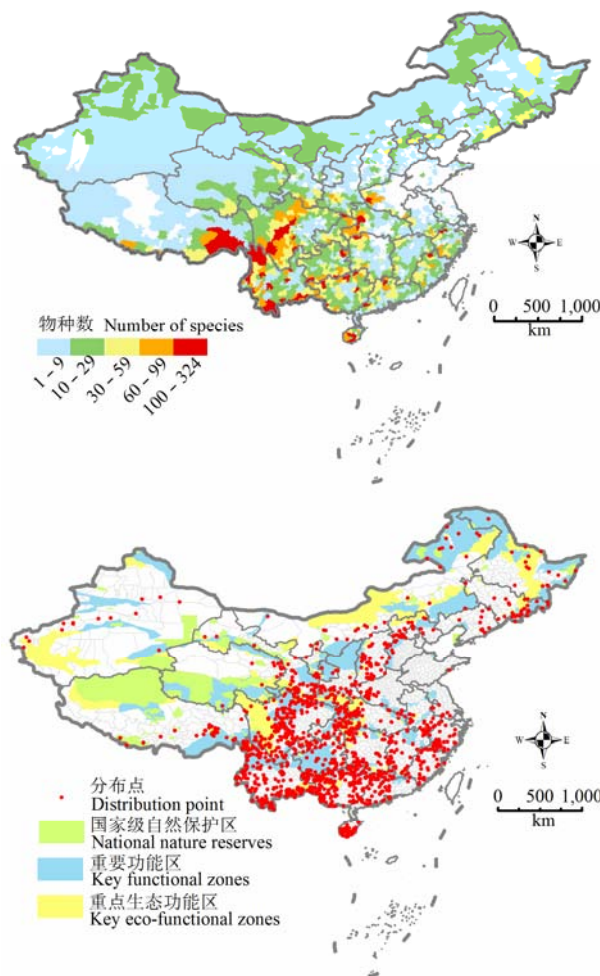 N
W E
S
0 500 1,000
km
物种数 Number of species
1 – 9
10 – 29
30 – 59
60 – 99
100 – 324
N
W E
S
0 500 1,000
km
分布点
Distribution point
国家级自然保护区
National nature reserves
重要功能区
Key functional zones
重点生态功能区
Key eco-functional zones